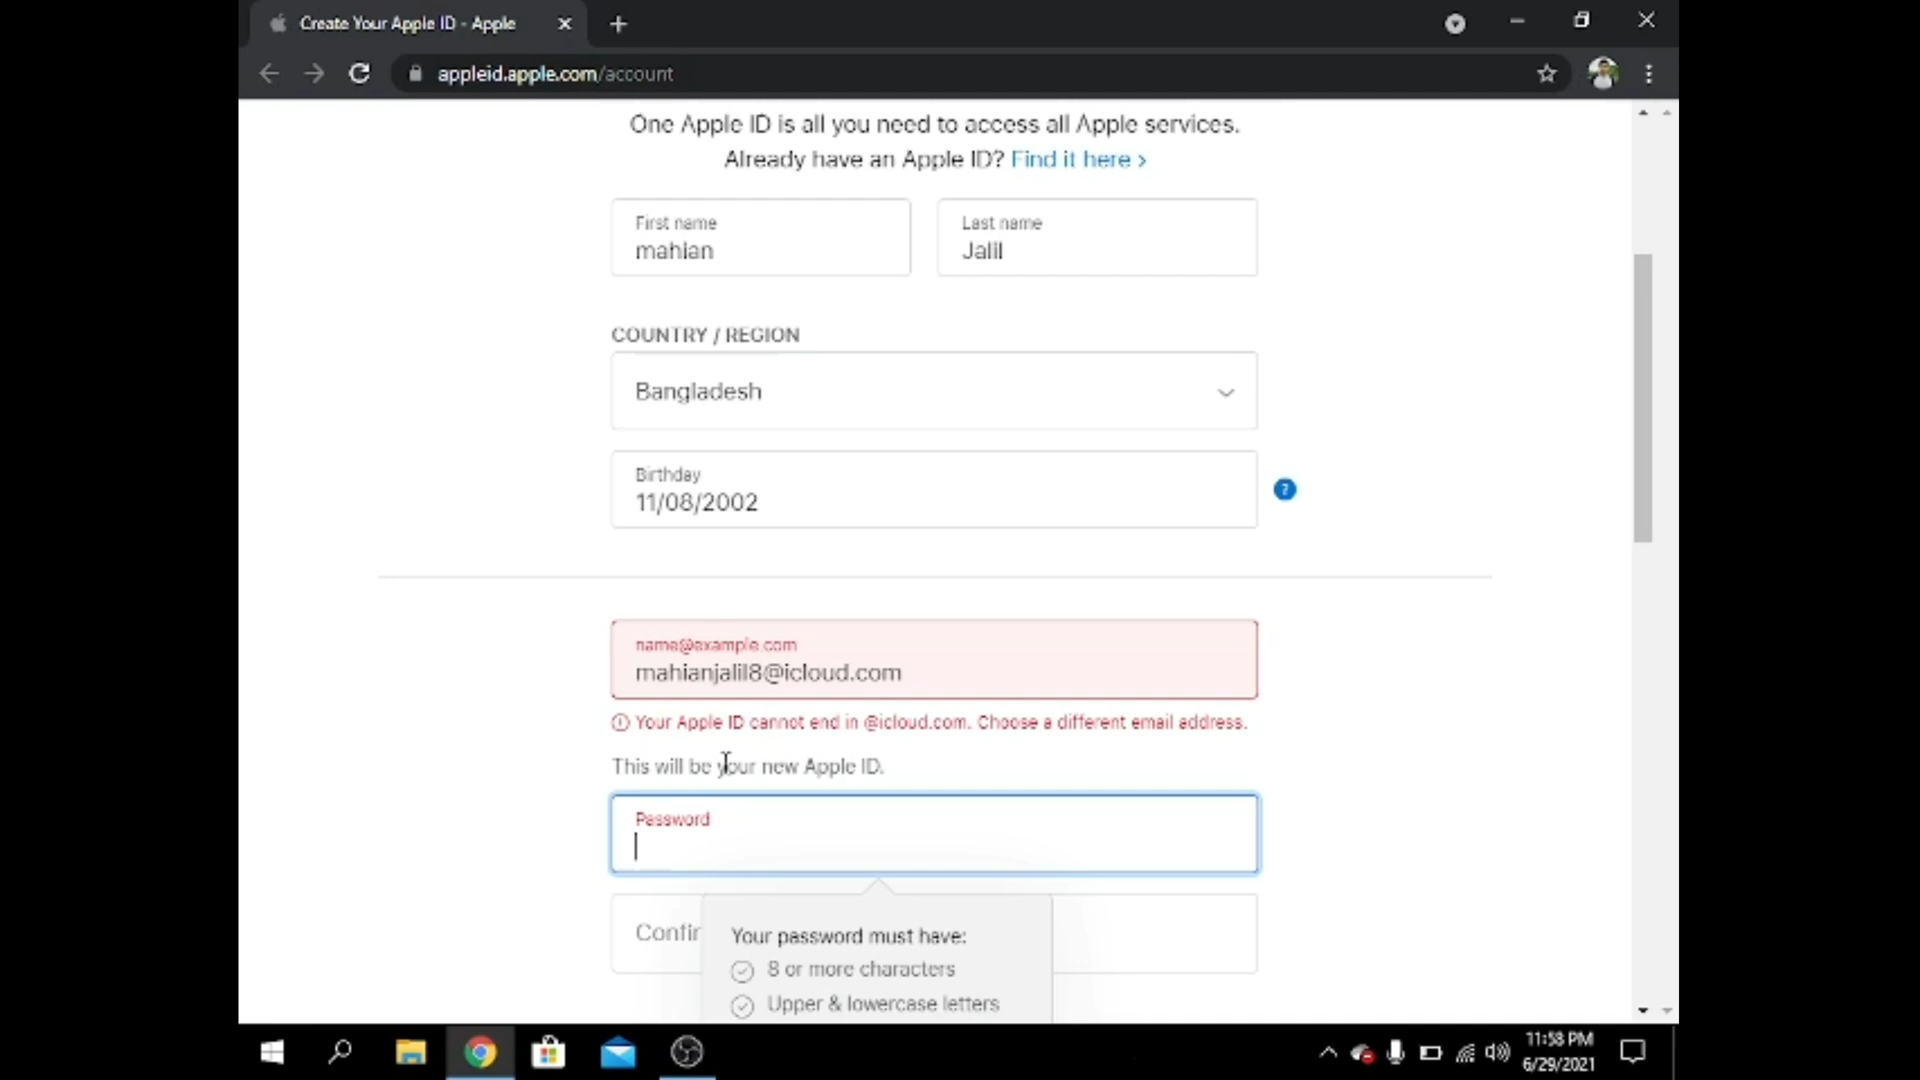 Create Your Apple ID - Apple
appleid.apple.com/account
One Apple ID is all you need to access all Apple services.
Already have an Apple ID? Find it here >
First name
mahian
Last name
Jalil
COUNTRY / REGION
Bangladesh
Birthday
11/08/2002
?
name@example.com
mahianjalil8@icloud.com
Your Apple ID cannot end in @icloud.com. Choose a different email address.
This will be your new Apple ID.
Password
Confir
Your password must have:
8 or more characters
Upper & lowercase letters
11:58 PM
6/29/2021